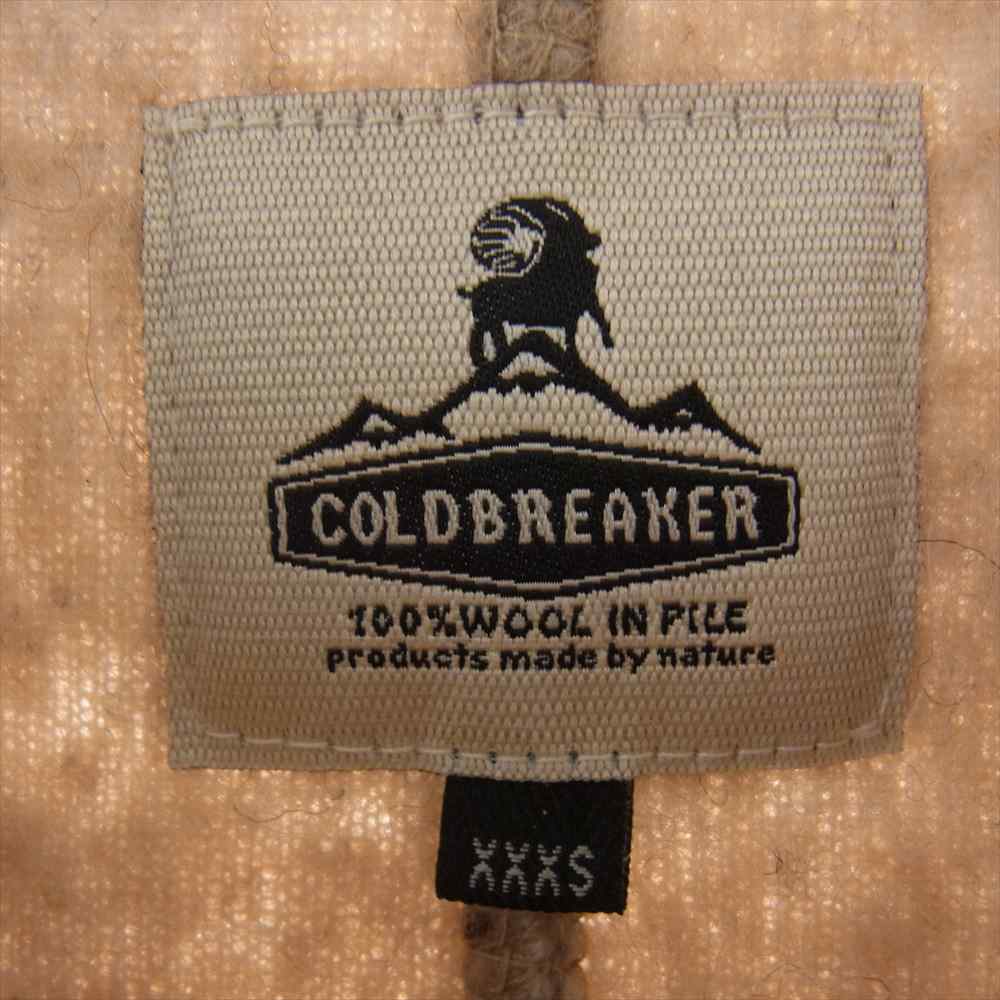 COLDBREAKER
100%WOOL IN PILE
products made by nature
XXXS